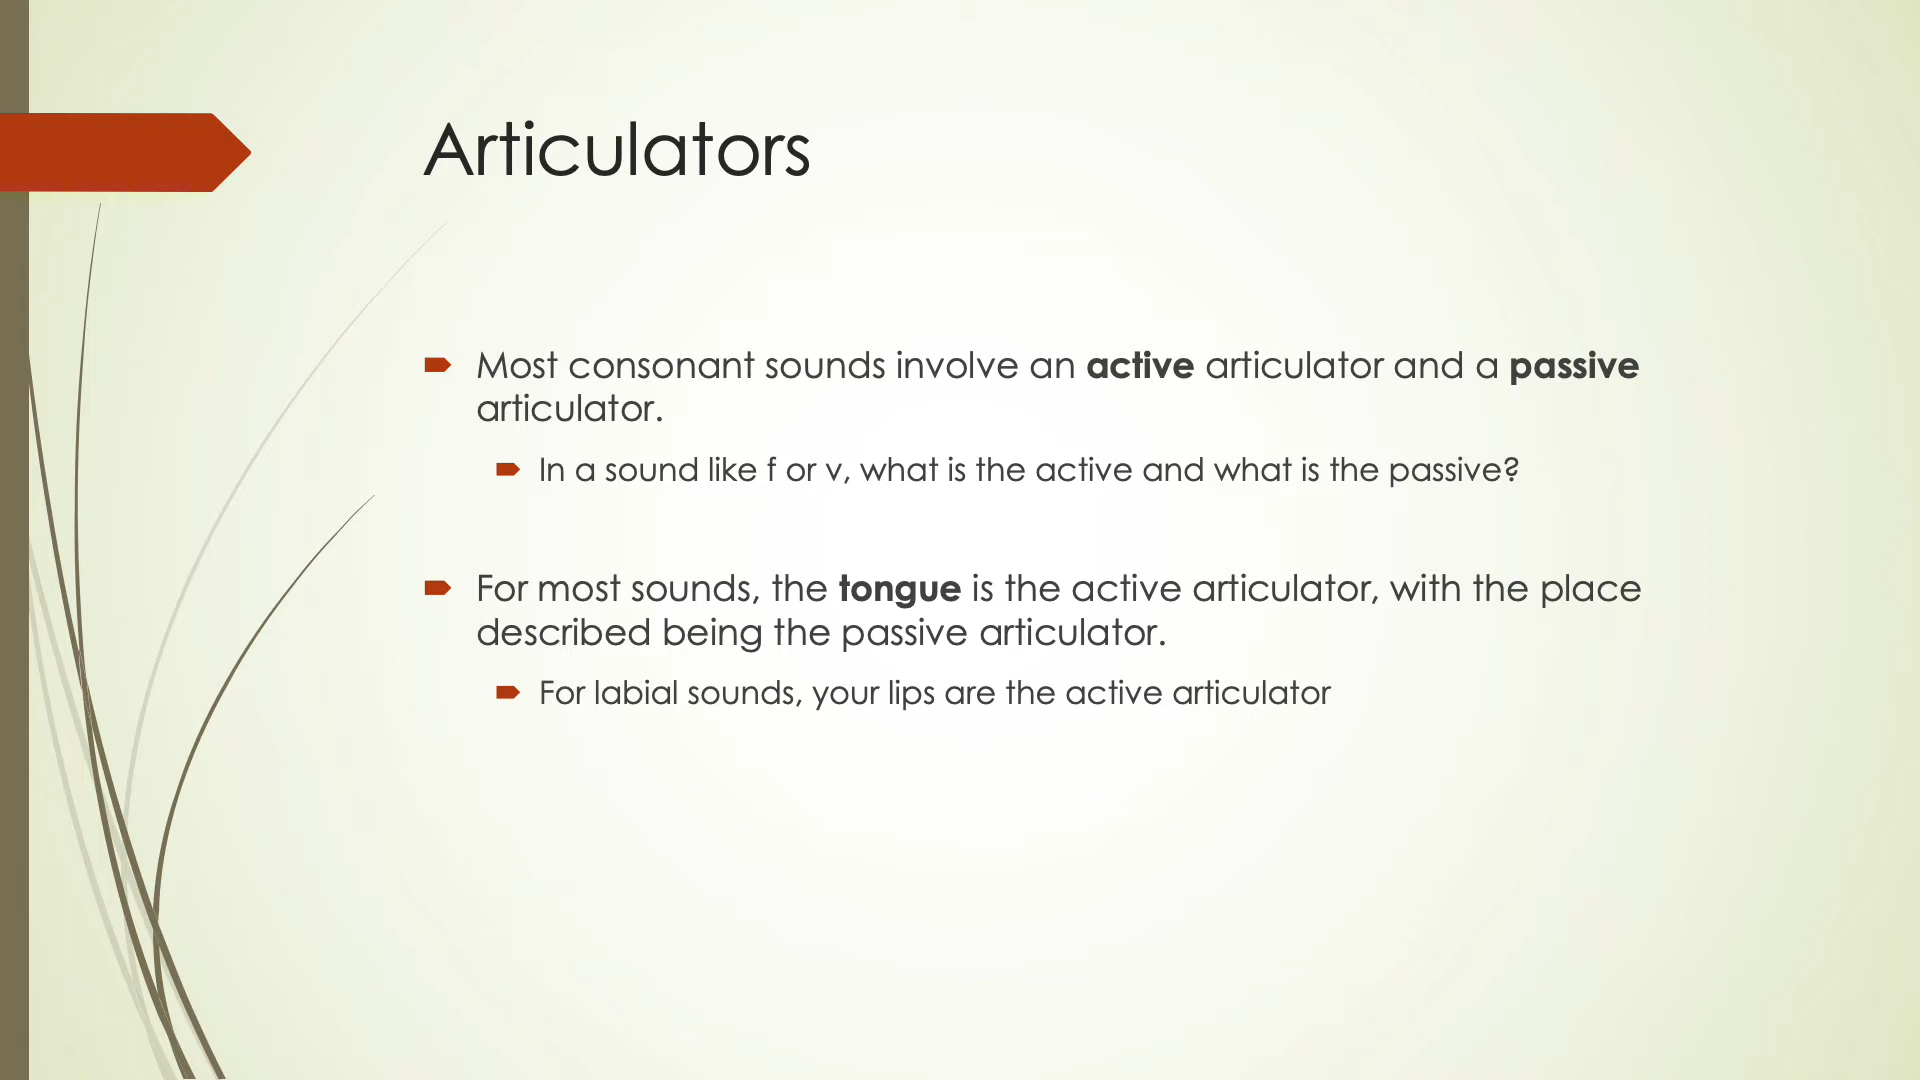 Articulators
Most consonant sounds involve an active articulator and a passive
articulator.
In a sound like f or v, what is the active and what is the passive?
For most sounds, the tongue is the active articulator, with the place
described being the passive articulator.
For labial sounds, your lips are the active articulator